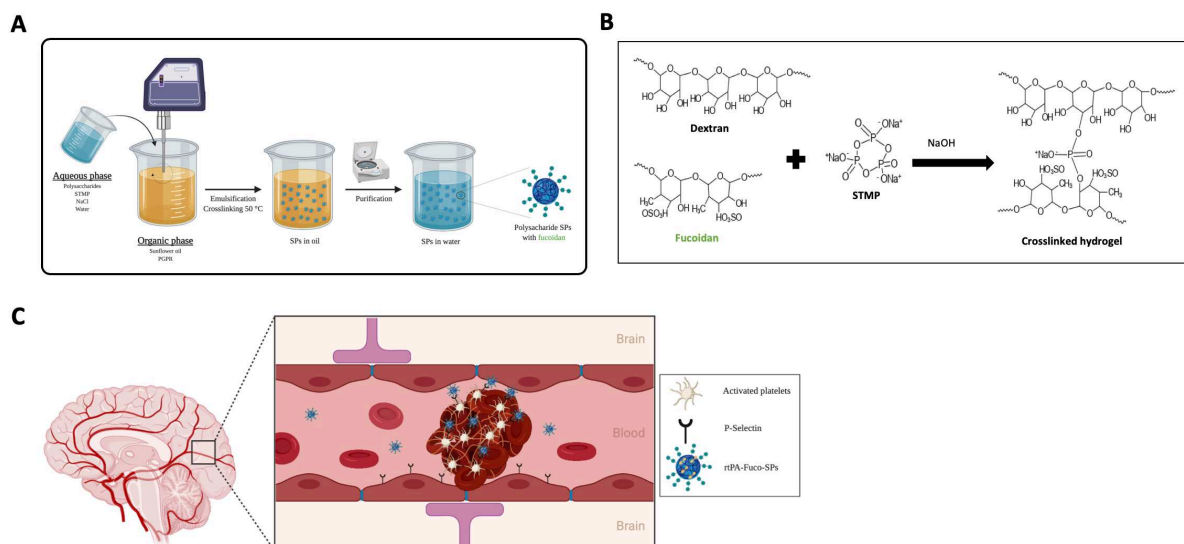 A
Aqueous phase
Polysaccharides
STMP
NaCl
Water
Organic phase
Sunflower oil
PGPR
Emulsification
Crosslinking 50 °C
SPs in oil
Purification
SPs in water
Polysaccharide SPs
with fucoidan
B
Dextran
Fucoidan
STMP
NaOH
Crosslinked hydrogel
C
Brain
Blood
Brain
Activated platelets
P-Selectin
rtPA-Fuco-SPs